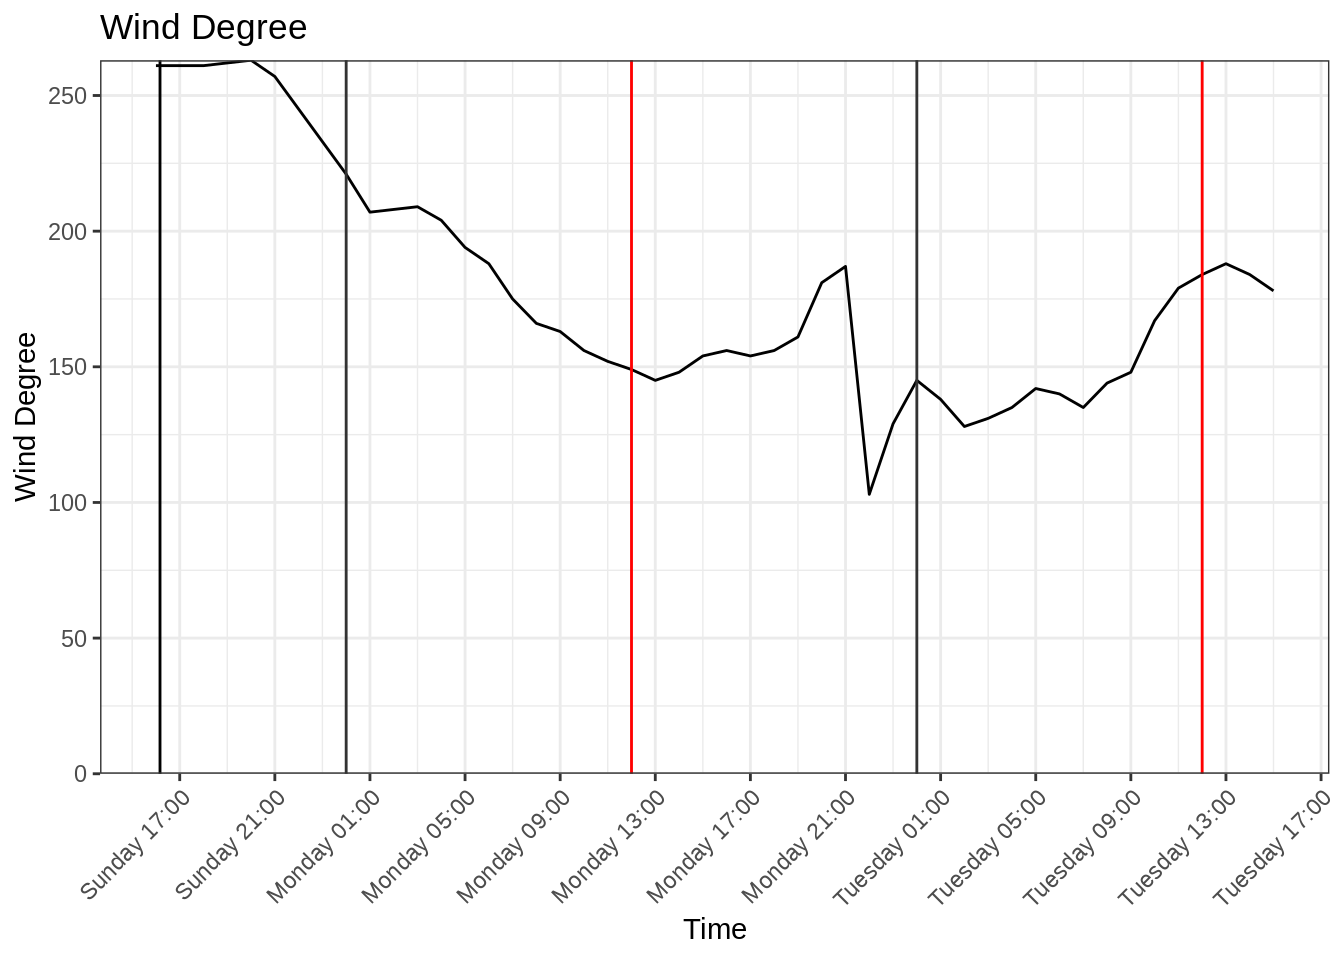 Wind Degree
Wind Degree
250
200
150
100
50
0
Sunday 17:00
Sunday 21:00
Monday 01:00
Monday 05:00
Monday 09:00
Monday 13:00
Monday 17:00
Monday 21:00
Tuesday 01:00
Tuesday 05:00
Tuesday 09:00
Tuesday 13:00
Tuesday 17:00
Time